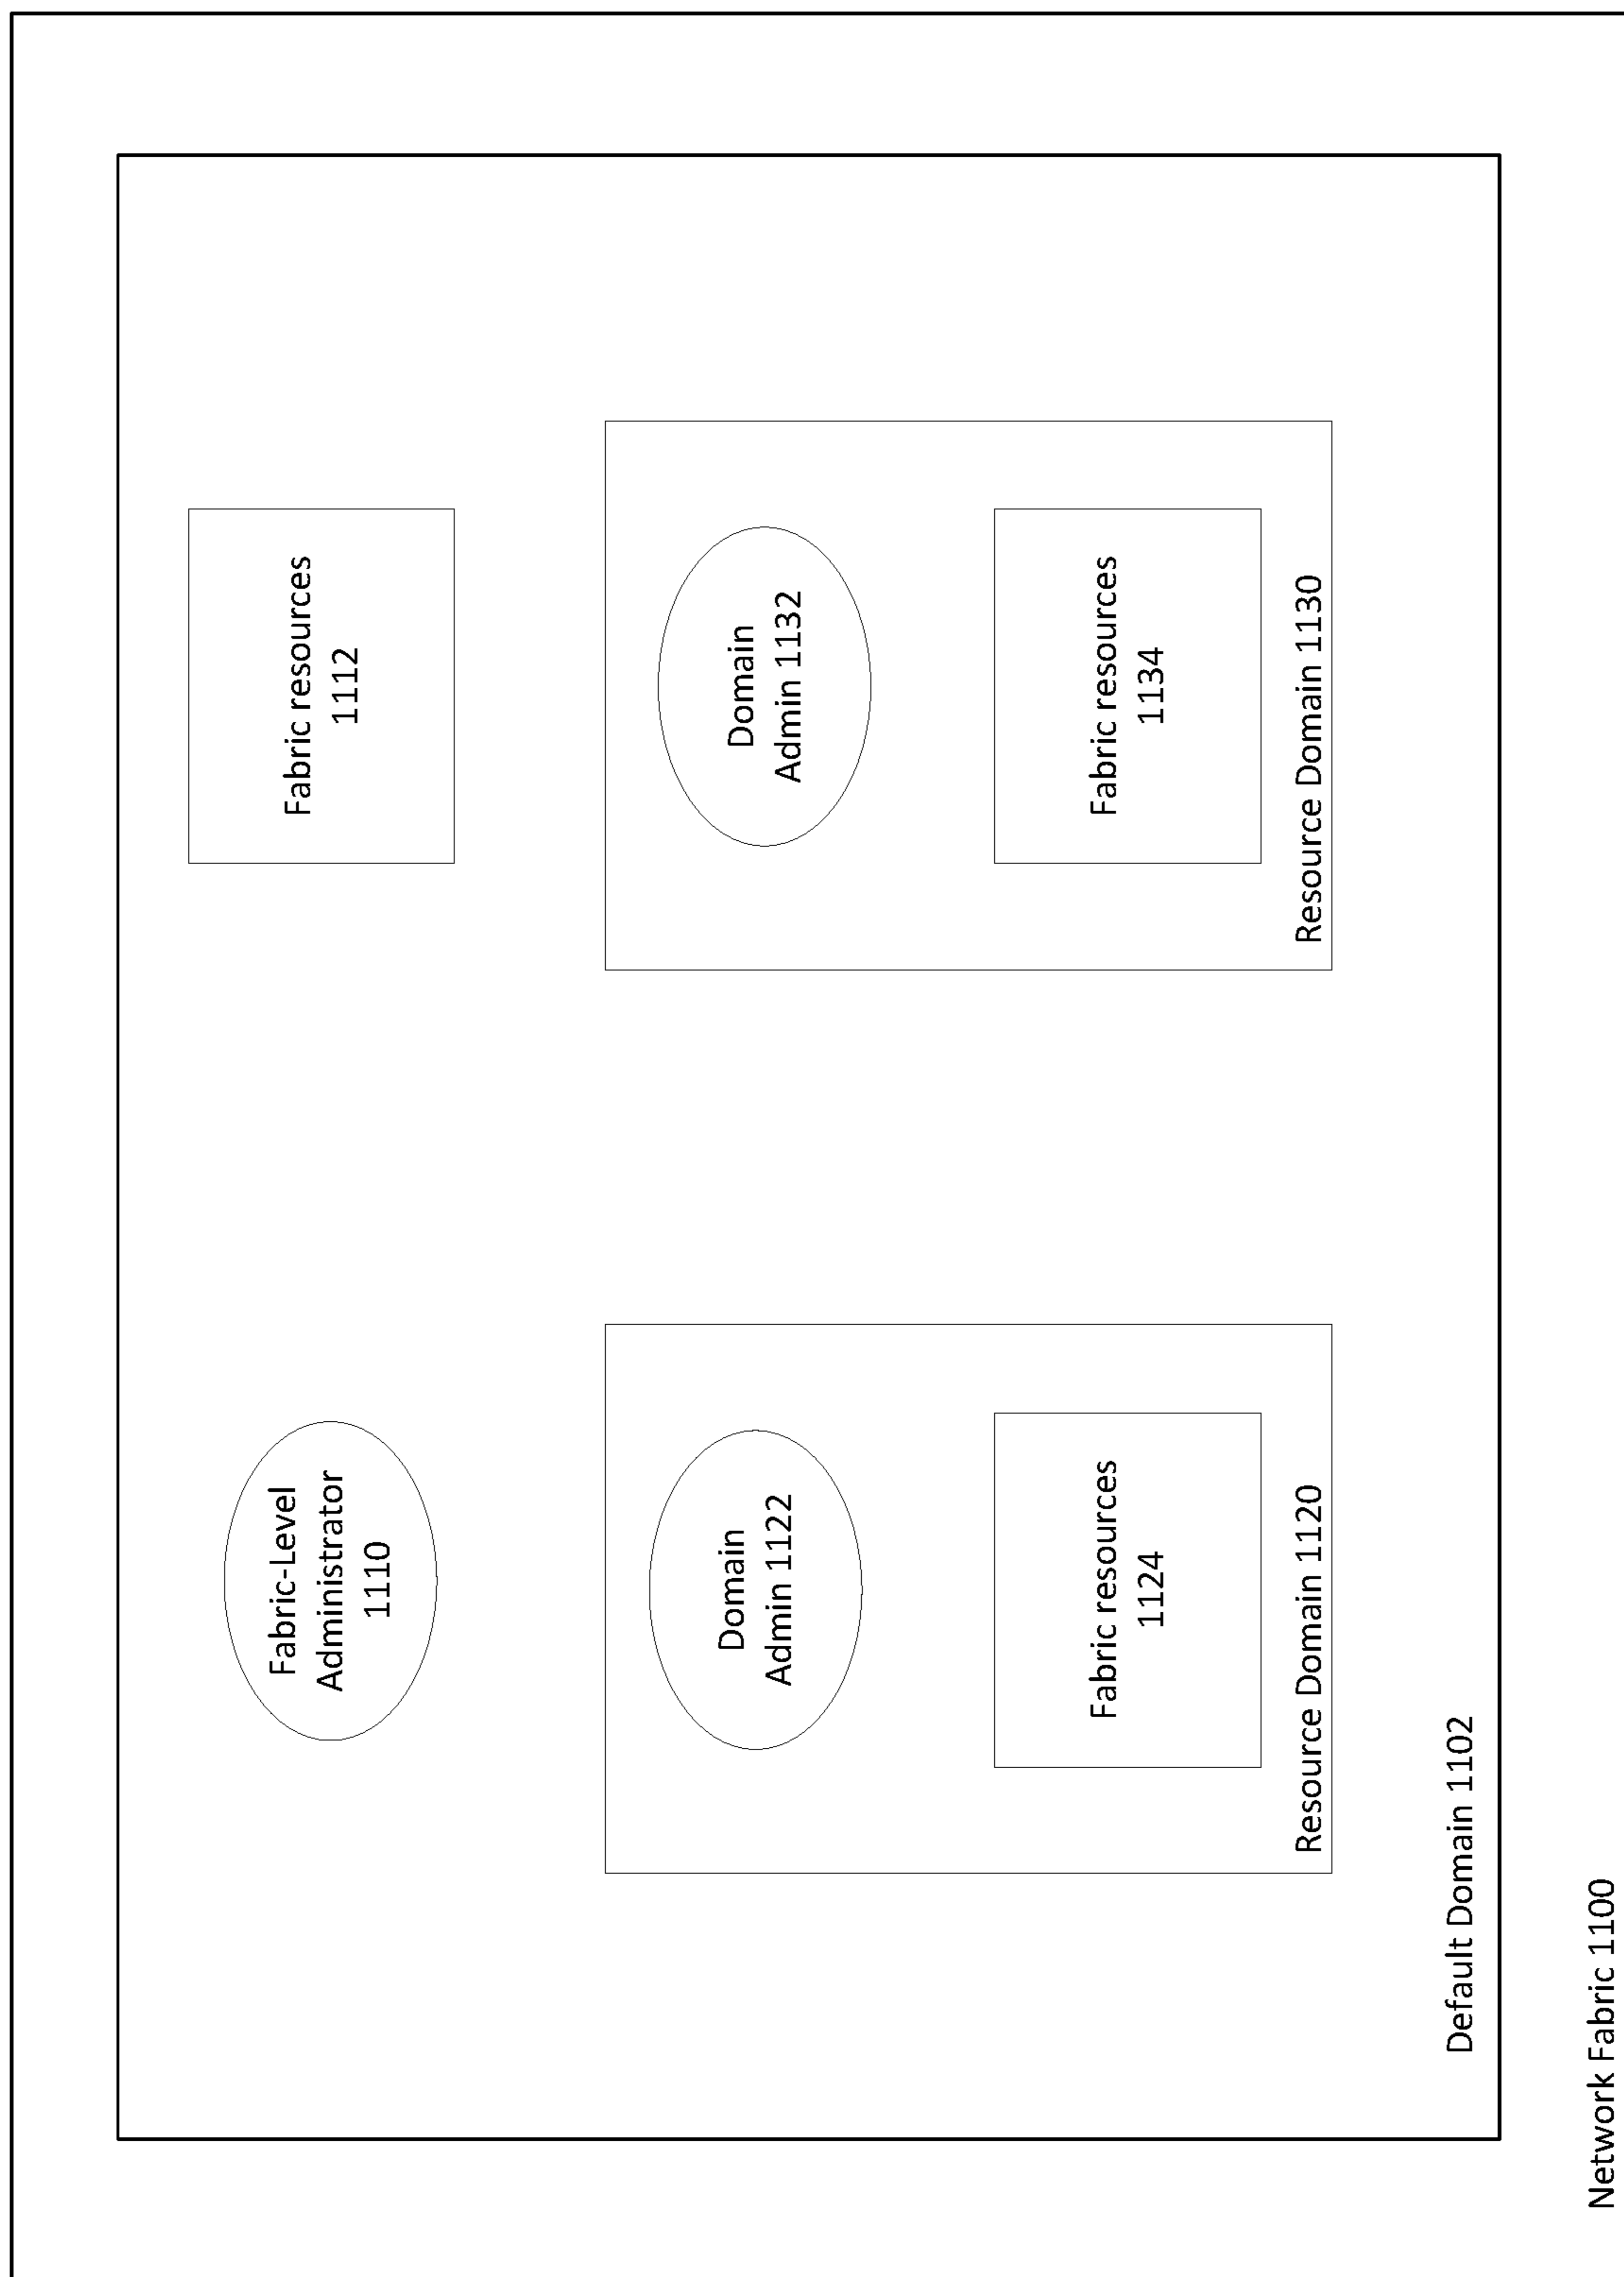 Fabric-Level
Administrator
1110
Fabric resources
1112
Domain
Admin 1122
Domain
Admin 1132
Fabric resources
1124
Fabric resources
1134
Resource Domain 1120
Resource Domain 1130
Default Domain 1102
Network Fabric 1100